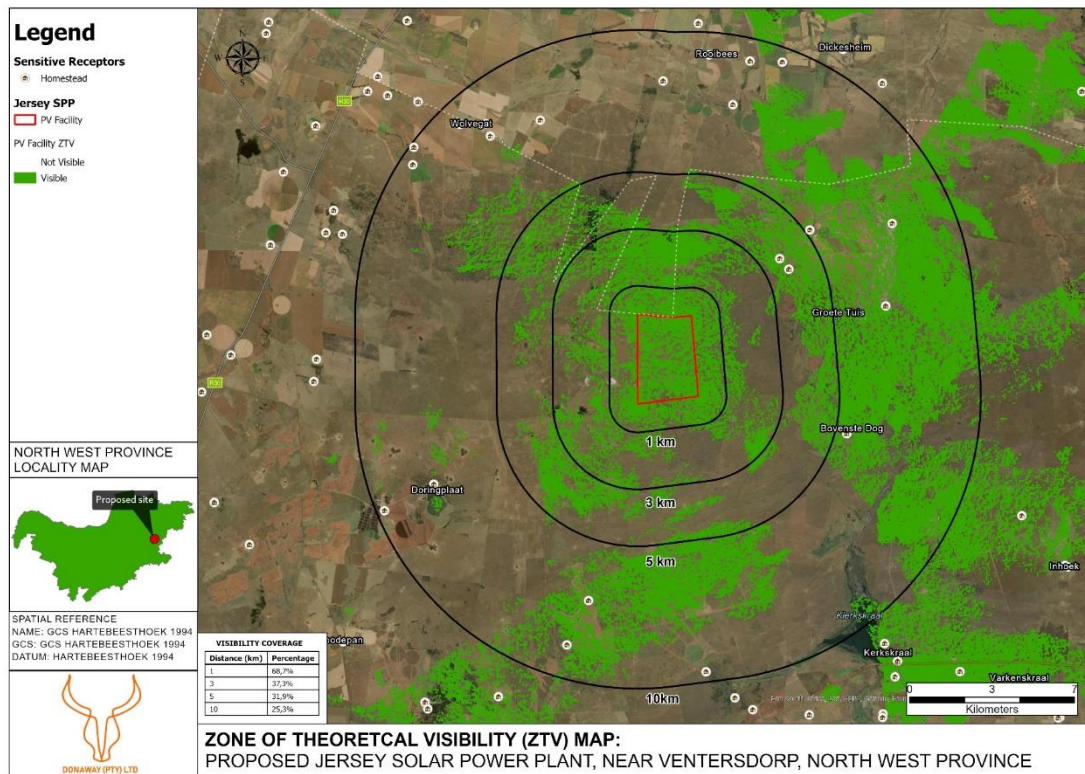 Legend
Sensitive Receptors
Homestead
Jersey SPP
PV Facility
PV Facility ZTV
Not Visible
Visible
NORTH WEST PROVINCE
LOCALITY MAP
Proposed site
SPATIAL REFERENCE
NAME: GCS HARTEBEESTHOEK 1994
GCS: GCS HARTEBEESTHOEK 1994
DATUM: HARTEBEESTHOEK 1994
DONAWAY (PTY) LTD
N
W
E
S
R30
R30
Rooibees
Dickesheim
Wolvegat
Groete Tuis
Bovenste Dog
Doringplaat
Inhoek
Klerkskraal
Kerkskraal
Varkenskraal
1 km
3 km
5 km
10km
VISIBILITY COVERAGE
Distance (km) Percentage
1 68,7%
3 37,3%
5 31,9%
10 25,3%
0 3 7
Kilometers
ZONE OF THEORETCAL VISIBILITY (ZTV) MAP:
PROPOSED JERSEY SOLAR POWER PLANT, NEAR VENTERSDORP, NORTH WEST PROVINCE